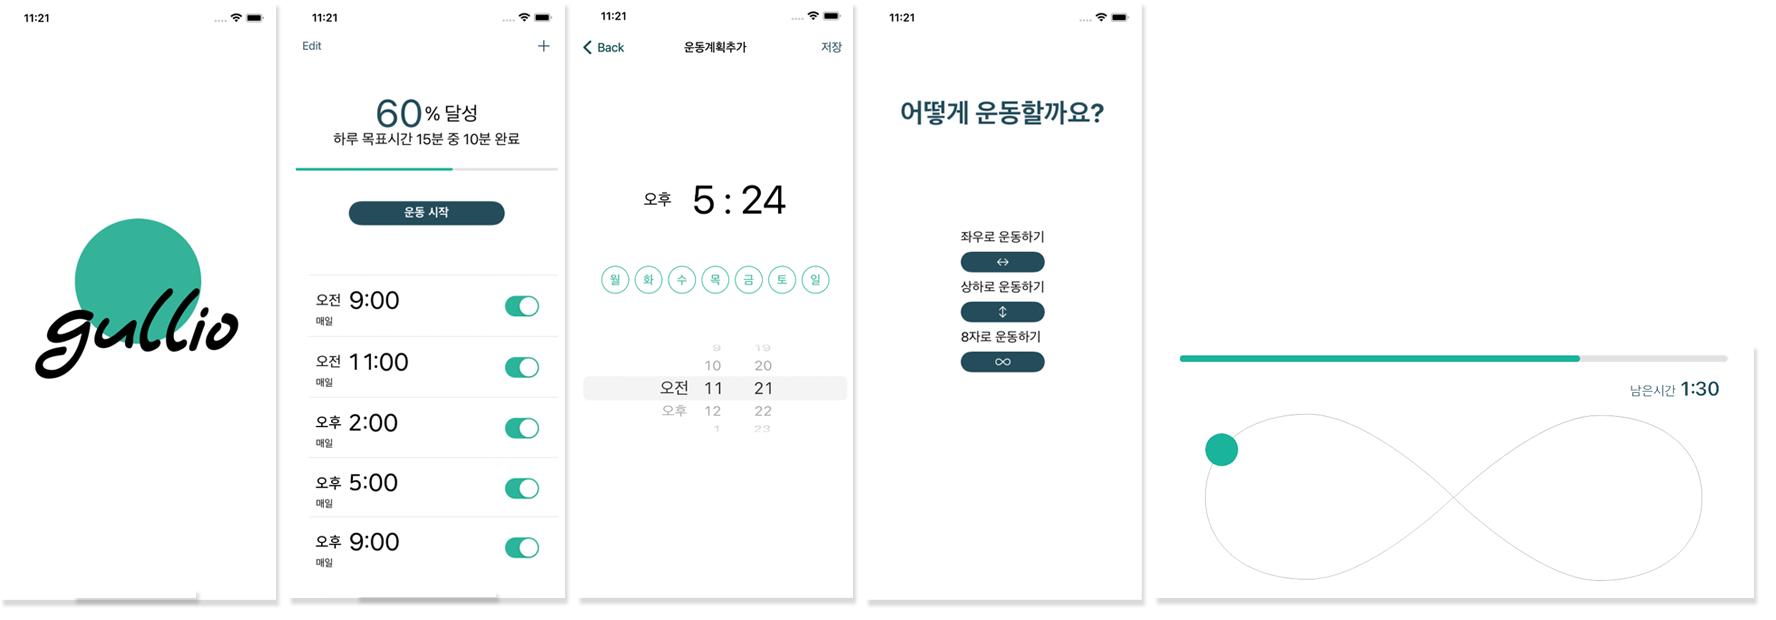 11:21
gullio
11:21
Edit
+
60% 달성
하루 목표시간 15분 중 10분 완료
운동 시작
오전 9:00
매일
오전 11:00
매일
오후 2:00
매일
오후 5:00
매일
오후 9:00
매일
11:21
Back 운동계획추가 저장
오후 5:24
월 화 수 목 금 토 일
9 19
10 20
오전 11 21
오후 12 22
1 23
11:21
어떻게 운동할까요?
좌우로 운동하기
상하로 운동하기
8자로 운동하기
남은시간 1:30